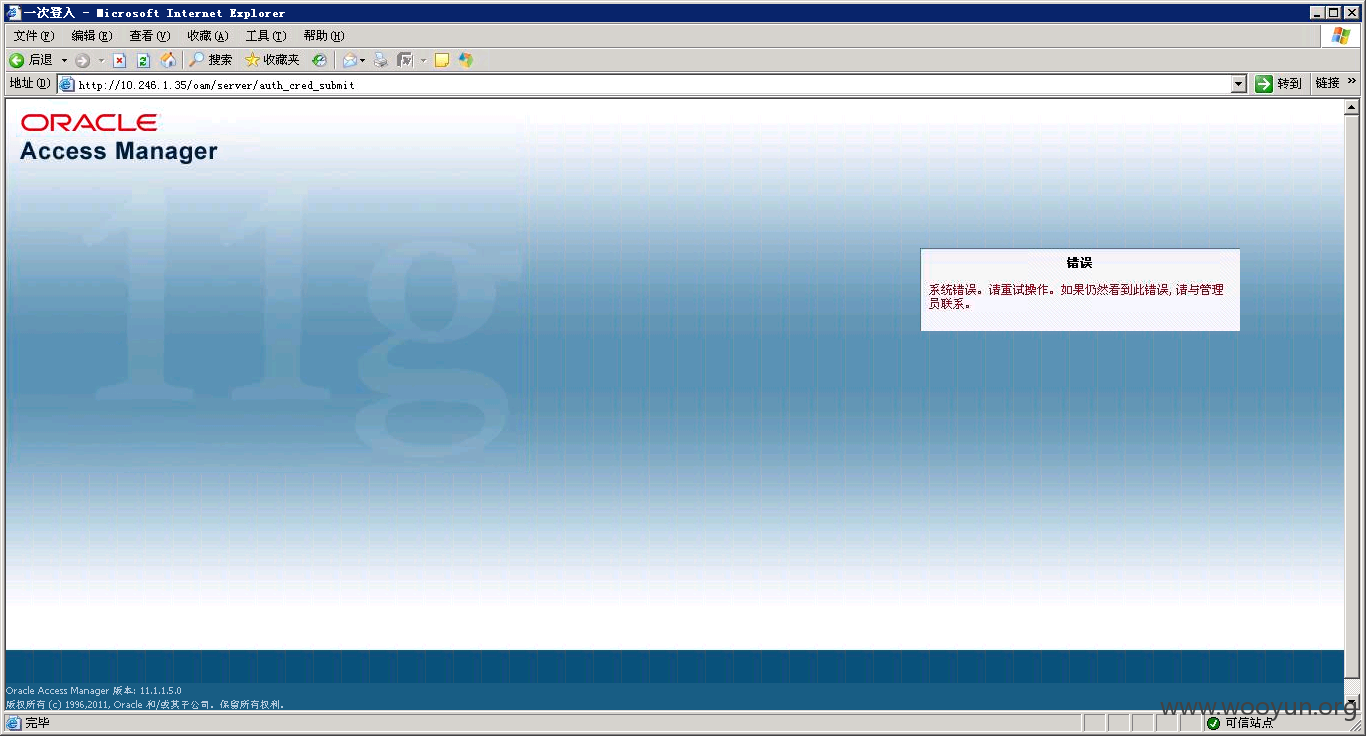 一次登入 - Microsoft Internet Explorer
文件(F) 编辑(E) 查看(V) 收藏(A) 工具(T) 帮助(H)
后退 搜索 收藏夹
地址(D) http://10.246.1.35/oam/server/auth_cred_submit 转到 链接 »
ORACLE
Access Manager
11g
错误
系统错误。请重试操作。如果仍然看到此错误, 请与管理
员联系。
Oracle Access Manager 版本: 11.1.1.5.0
版权所有 (c) 1996,2011, Oracle 和/或其子公司。保留所有权利。
www.wooyun.org
完毕 可信站点